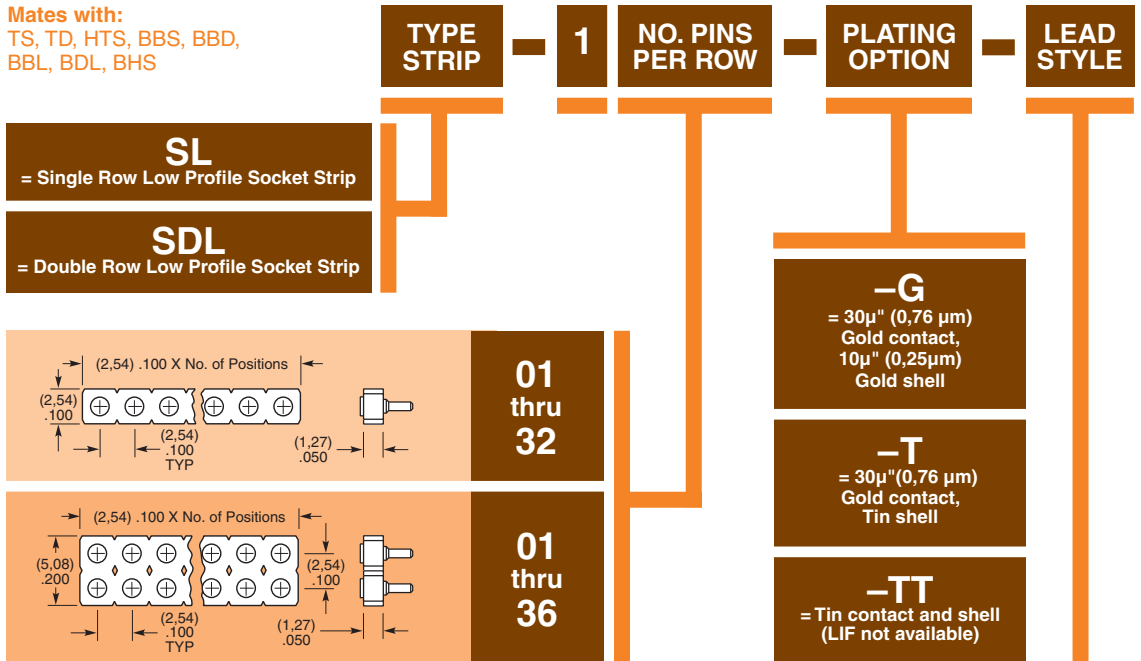 Mates with:
TS, TD, HTS, BBS, BBD,
BBL, BDL, BHS
TYPE
STRIP
1
NO. PINS
PER ROW
PLATING
OPTION
LEAD
STYLE
SL
= Single Row Low Profile Socket Strip
SDL
= Double Row Low Profile Socket Strip
–G
= 30µ" (0,76 µm)
Gold contact,
10µ" (0,25µm)
Gold shell
(2,54) .100 X No. of Positions
(2,54)
.100
(2,54)
.100
TYP
(1,27)
.050
01
thru
32
–T
= 30µ"(0,76 µm)
Gold contact,
Tin shell
(2,54) .100 X No. of Positions
(5,08)
.200
(2,54)
.100
(2,54)
.100
TYP
(1,27)
.050
01
thru
36
–TT
= Tin contact and shell
(LIF not available)